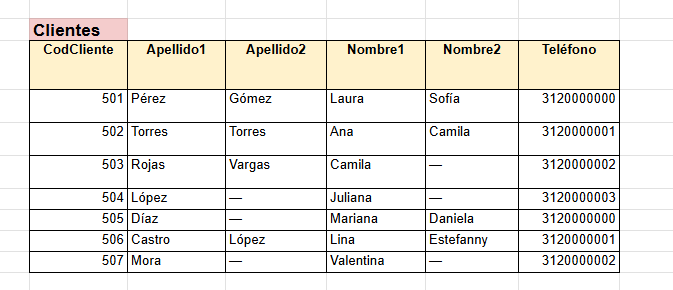 Clientes
CodCliente Apellido1 Apellido2 Nombre1 Nombre2 Teléfono
501 Pérez Gómez Laura Sofía 3120000000
502 Torres Torres Ana Camila 3120000001
503 Rojas Vargas Camila — 3120000002
504 López — Juliana — 3120000003
505 Díaz — Mariana Daniela 3120000000
506 Castro López Lina Estefanny 3120000001
507 Mora — Valentina — 3120000002